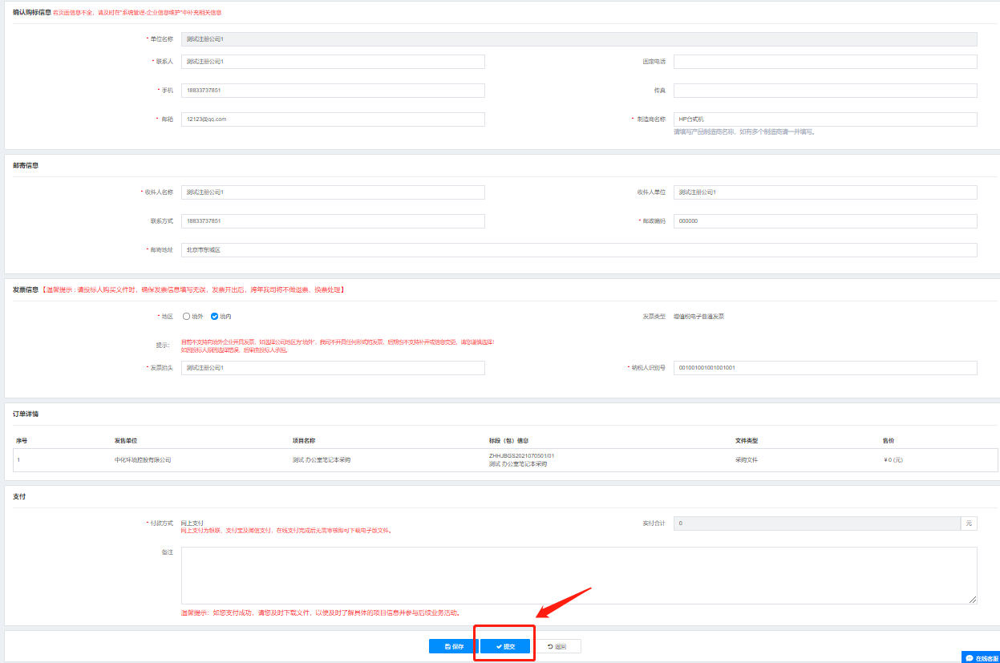 确认购标信息 若页面信息不全，请及时在"系统管理-企业信息维护"中补充相关信息
* 单位名称 测试注册公司1
* 联系人 测试注册公司1 固定电话
* 手机 18833737851 传真
* 邮箱 12123@qq.com * 制造商名称 HP台式机
请填写产品制造商名称，如有多个制造商请一并填写。
邮寄信息
* 收件人名称 测试注册公司1 收件人单位 测试注册公司1
联系方式 18833737851 * 邮政编码 000000
* 邮寄地址 北京市东城区
发票信息【温馨提示：请投标人购买文件时，确保发票信息填写无误，发票开出后，跨年我司将不做退票、换票处理】
* 地区 境外 境内 发票类型 增值税电子普通发票
提示： 目前不支持向境外企业开具发票，如选择公司地区为"境外"，我司不开具任何形式的发票，后期也不支持补开或信息变更，请您谨慎选择！
如因投标人原因选择错误，后果由投标人承担。
* 发票抬头 测试注册公司1 * 纳税人识别号 001001001001001001
订单详情
序号 发售单位 项目名称 标段（包）信息 文件类型 售价
1 中化环境控股有限公司 测试 办公室笔记本采购 ZHHJBGS2021070501/01 采购文件 ¥ 0 (元)
测试 办公室笔记本采购
支付
* 付款方式 网上支付 实付合计 0 元
网上支付为银联、支付宝及微信支付，在线支付完成后无需审核即可下载电子版文件。
备注
温馨提示：如您支付成功，请您及时下载文件，以便及时了解具体的项目信息并参与后续业务活动。
保存 提交 返回
在线客服